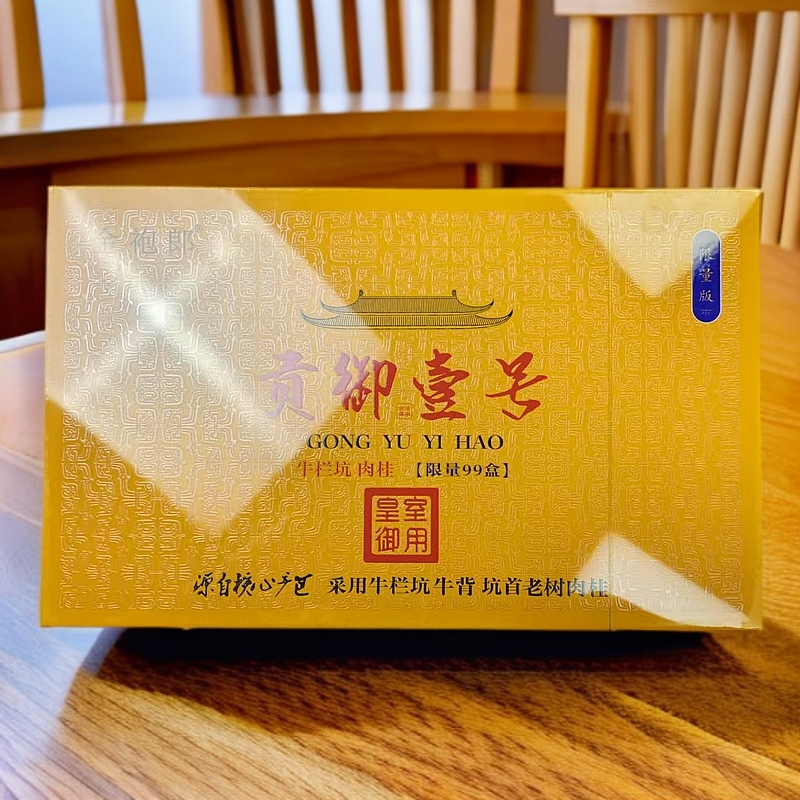 袍郎
限量版
贡御壹号
GONG YU YI HAO
牛栏坑 肉桂 【限量99盒】
皇室
御用
源自核心产区 采用牛栏坑 牛背 坑首老树肉桂